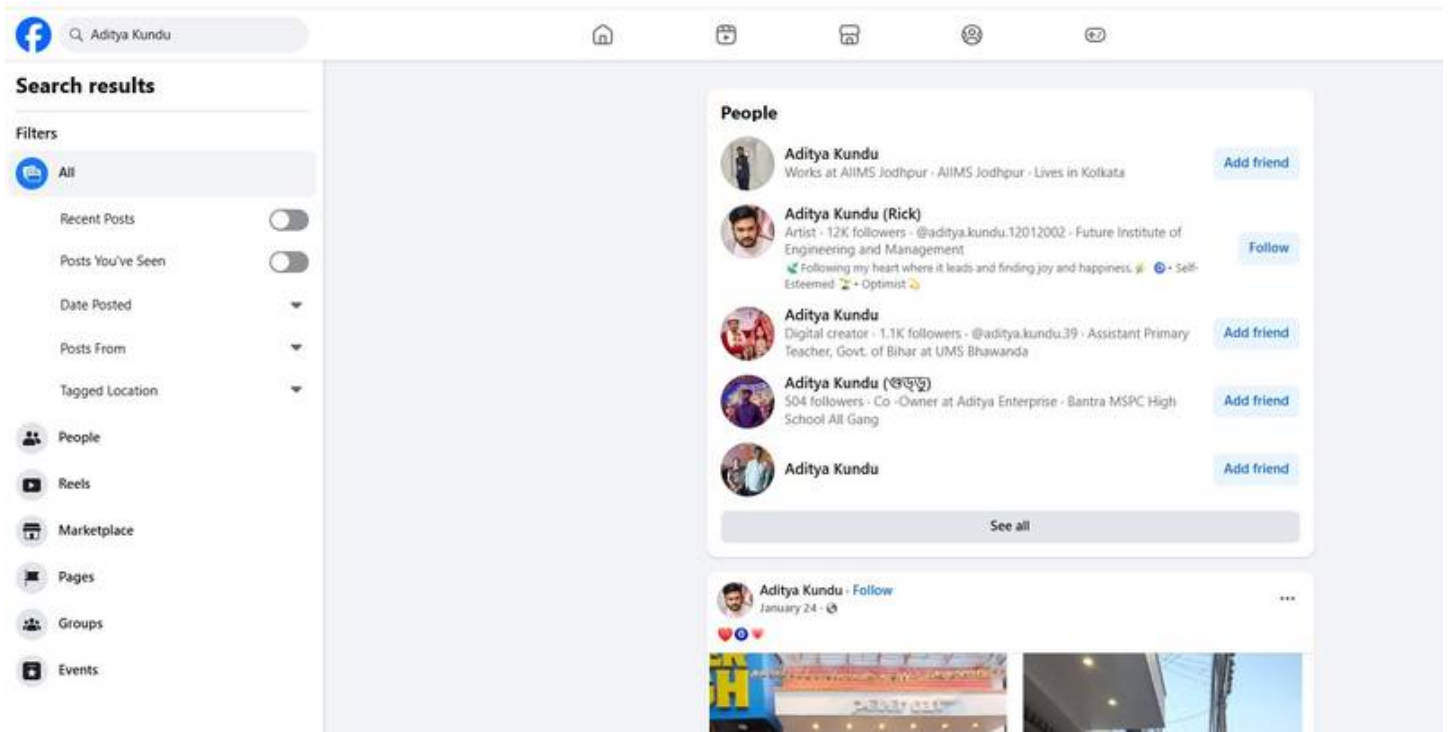 Aditya Kundu
Search results
Filters
All
Recent Posts
Posts You've Seen
Date Posted
Posts From
Tagged Location
People
Reels
Marketplace
Pages
Groups
Events
People
Aditya Kundu
Works at AIIMS Jodhpur · AIIMS Jodhpur · Lives in Kolkata
Add friend
Aditya Kundu (Rick)
Artist · 12K followers · @aditya.kundu.12012002 · Future Institute of
Engineering and Management
🌿Following my heart where it leads and finding joy and happiness.🌾 🧿• Self-
Esteemed 🏝️• Optimist 💫
Follow
Aditya Kundu
Digital creator · 1.1K followers · @aditya.kundu.39 · Assistant Primary
Teacher, Govt. of Bihar at UMS Bhawanda
Add friend
Aditya Kundu (গুড্ডু)
504 followers · Co -Owner at Aditya Enterprise · Bantra MSPC High
School All Gang
Add friend
Aditya Kundu
Add friend
See all
Aditya Kundu · Follow
January 24 ·
❤️🧿💗
PETER CAT